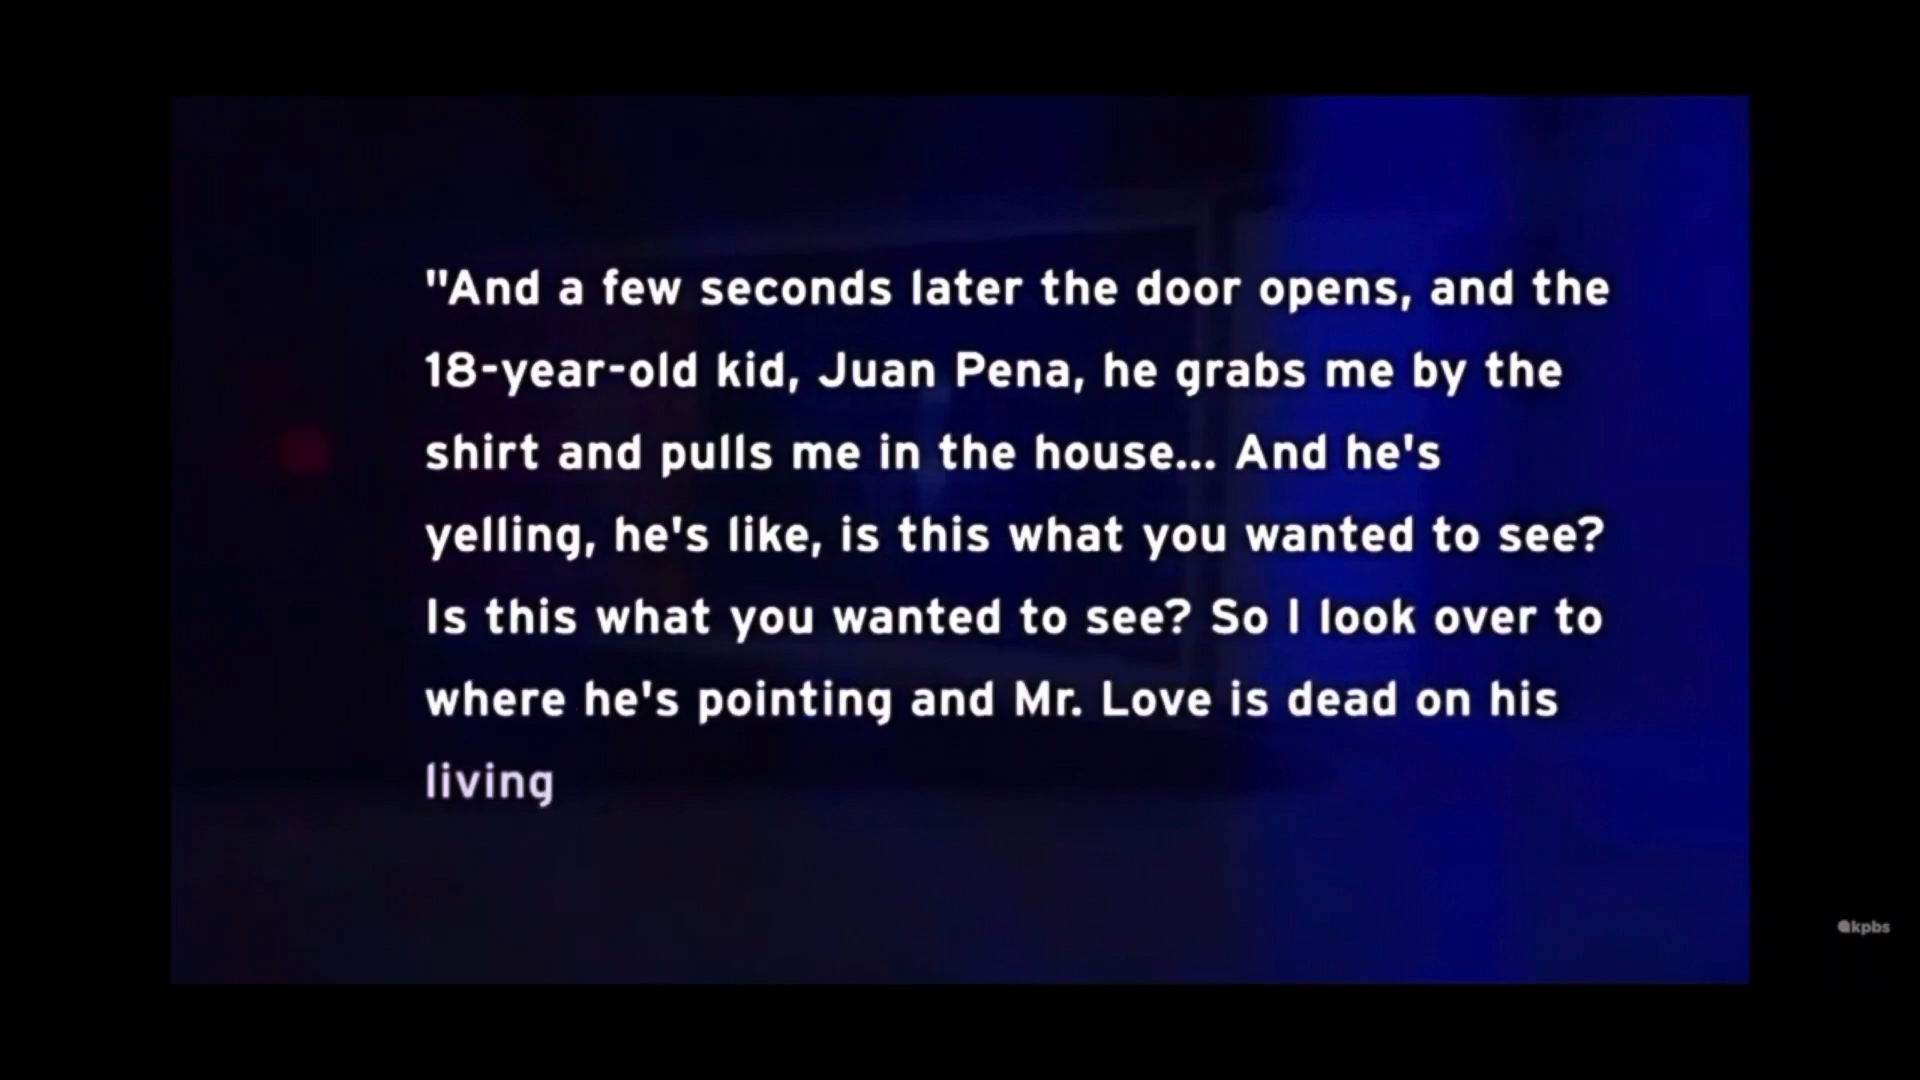 "And a few seconds later the door opens, and the
18-year-old kid, Juan Pena, he grabs me by the
shirt and pulls me in the house... And he's
yelling, he's like, is this what you wanted to see?
Is this what you wanted to see? So I look over to
where he's pointing and Mr. Love is dead on his
living
kpbs